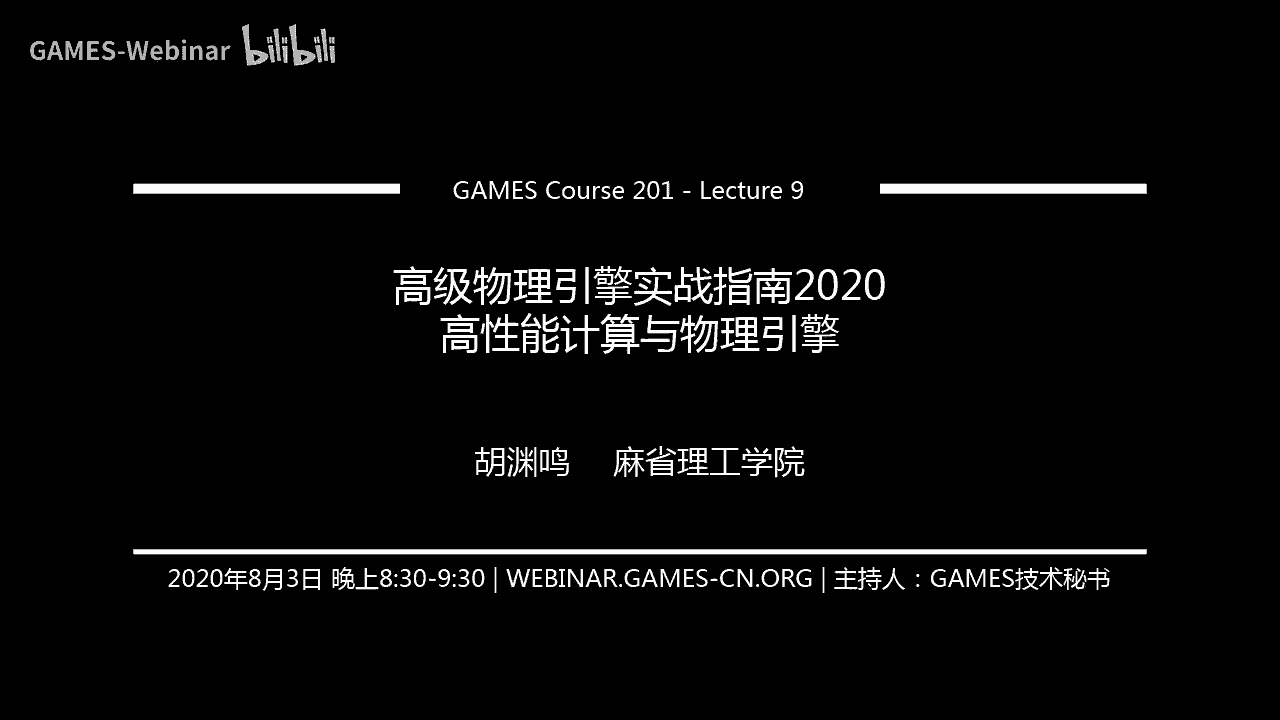 GAMES-Webinar bilibili
GAMES Course 201 - Lecture 9
高级物理引擎实战指南2020
高性能计算与物理引擎
胡渊鸣 麻省理工学院
2020年8月3日 晚上8:30-9:30 | WEBINAR.GAMES-CN.ORG | 主持人：GAMES技术秘书